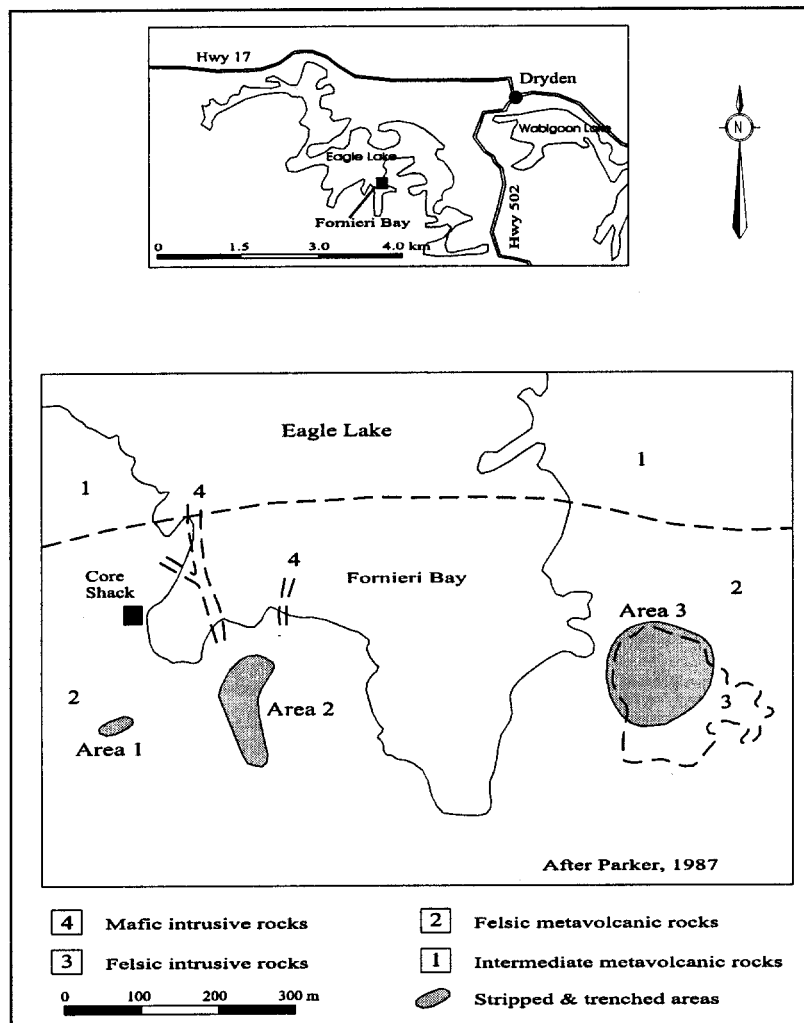 Hwy 17
Dryden
Wabigoon Lake
Eagle Lake
Fornieri Bay
Hwy 502
0 1.5 3.0 4.0 km
N
Eagle Lake
1
1
4
4
Core
Shack
Fornieri Bay
2
Area 3
2
3
Area 2
Area 1
After Parker, 1987
4 Mafic intrusive rocks
2 Felsic metavolcanic rocks
3 Felsic intrusive rocks
1 Intermediate metavolcanic rocks
0 100 200 300 m
Stripped & trenched areas